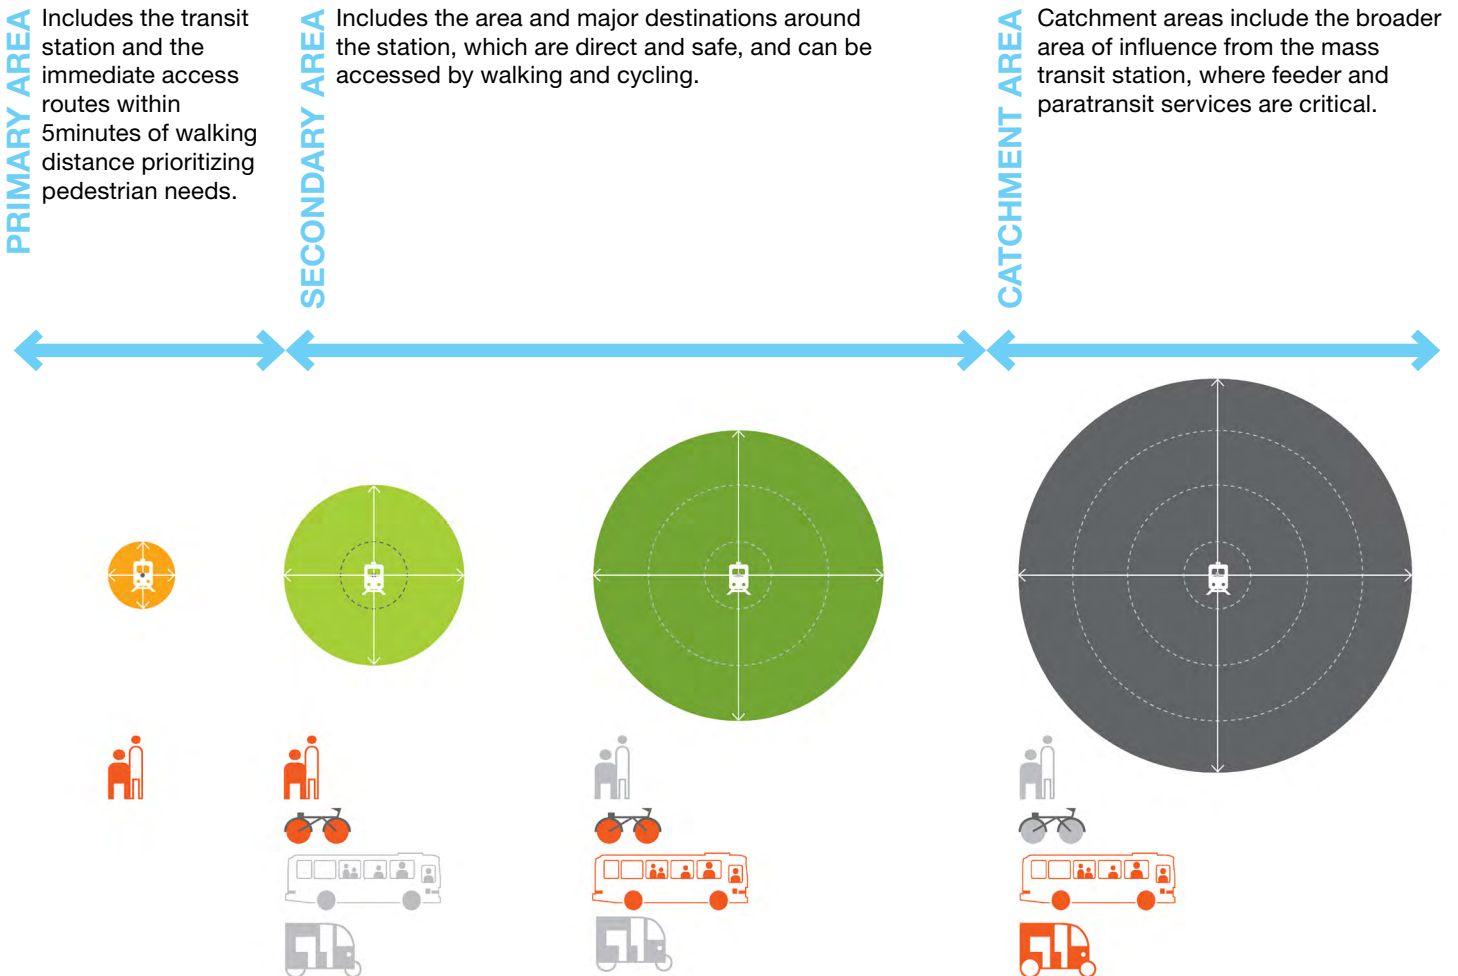 PRIMARY AREA
Includes the transit
station and the
immediate access
routes within
5minutes of walking
distance prioritizing
pedestrian needs.
SECONDARY AREA
Includes the area and major destinations around
the station, which are direct and safe, and can be
accessed by walking and cycling.
CATCHMENT AREA
Catchment areas include the broader
area of influence from the mass
transit station, where feeder and
paratransit services are critical.